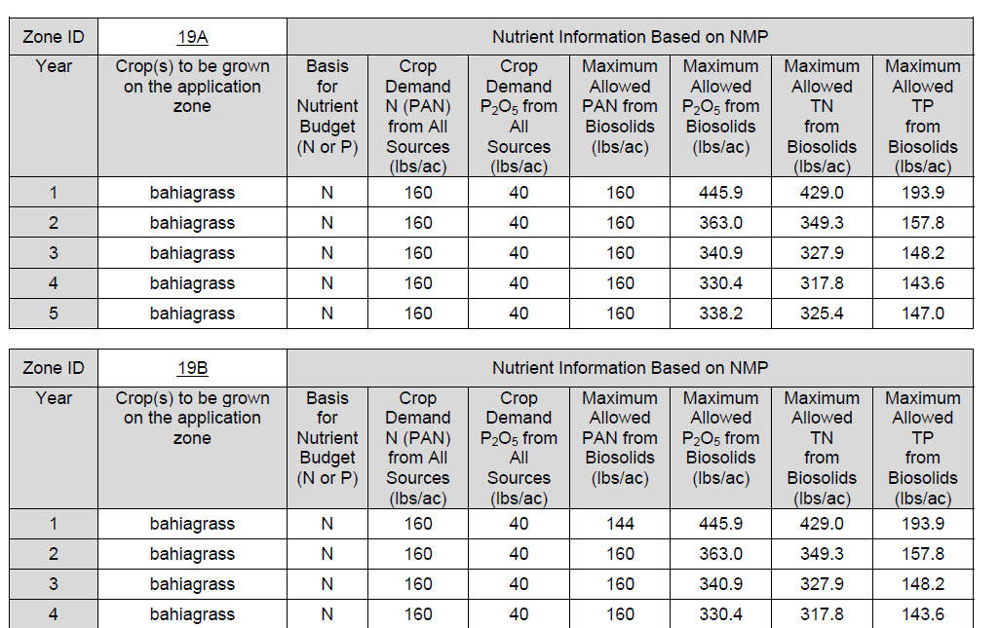 Zone ID 19A Nutrient Information Based on NMP
Year Crop(s) to be grown Basis Crop Crop Maximum Maximum Maximum Maximum
on the application for Demand Demand Allowed Allowed Allowed Allowed
zone Nutrient N (PAN) P₂O₅ from PAN from P₂O₅ from TN TP
Budget from All All Biosolids Biosolids from from
(N or P) Sources Sources (lbs/ac) (lbs/ac) Biosolids Biosolids
(lbs/ac) (lbs/ac) (lbs/ac) (lbs/ac)
1 bahiagrass N 160 40 160 445.9 429.0 193.9
2 bahiagrass N 160 40 160 363.0 349.3 157.8
3 bahiagrass N 160 40 160 340.9 327.9 148.2
4 bahiagrass N 160 40 160 330.4 317.8 143.6
5 bahiagrass N 160 40 160 338.2 325.4 147.0
Zone ID 19B Nutrient Information Based on NMP
Year Crop(s) to be grown Basis Crop Crop Maximum Maximum Maximum Maximum
on the application for Demand Demand Allowed Allowed Allowed Allowed
zone Nutrient N (PAN) P₂O₅ from PAN from P₂O₅ from TN TP
Budget from All All Biosolids Biosolids from from
(N or P) Sources Sources (lbs/ac) (lbs/ac) Biosolids Biosolids
(lbs/ac) (lbs/ac) (lbs/ac) (lbs/ac)
1 bahiagrass N 160 40 144 445.9 429.0 193.9
2 bahiagrass N 160 40 160 363.0 349.3 157.8
3 bahiagrass N 160 40 160 340.9 327.9 148.2
4 bahiagrass N 160 40 160 330.4 317.8 143.6